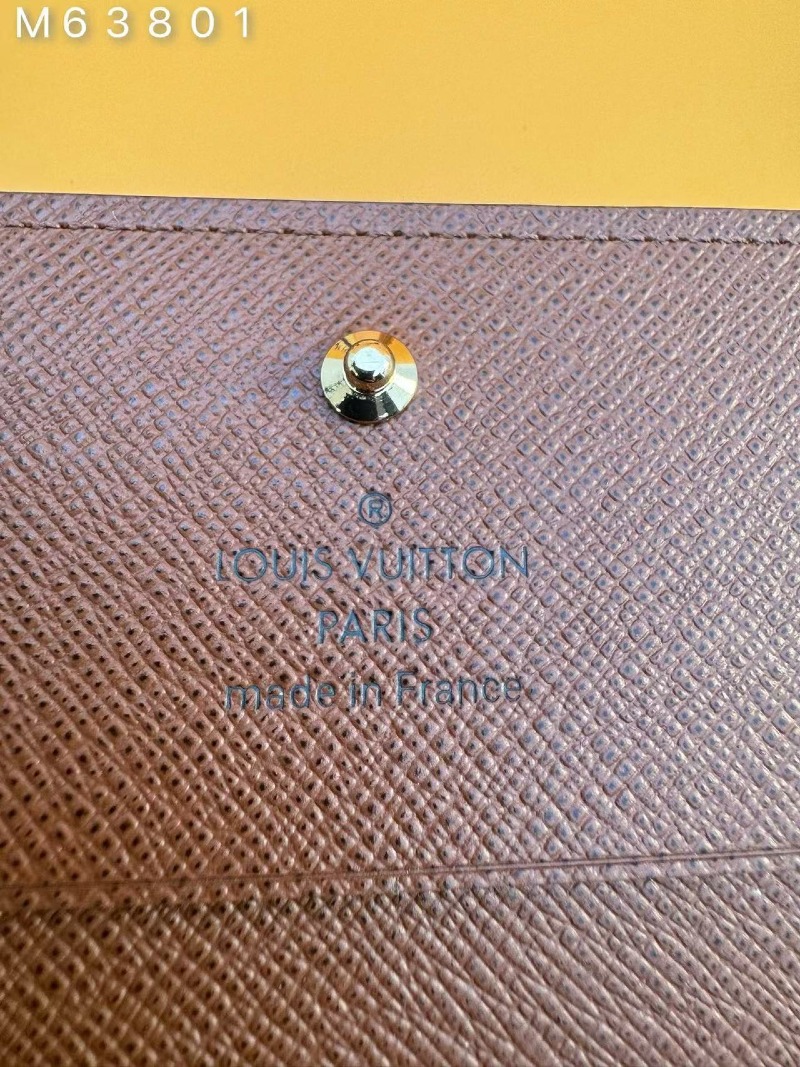 M63801
®
LOUIS VUITTON
PARIS
made in France